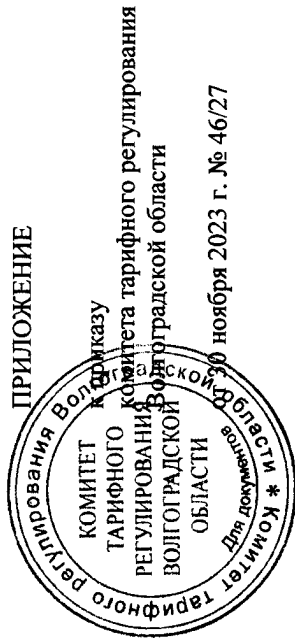 ПРИЛОЖЕНИЕ
к приказу
комитета тарифного регулирования
Волгоградской области
от 30 ноября 2023 г. № 46/27
Комитет тарифного регулирования Волгоградской области *
КОМИТЕТ
ТАРИФНОГО
РЕГУЛИРОВАНИЯ
ВОЛГОГРАДСКОЙ
ОБЛАСТИ
Для документов